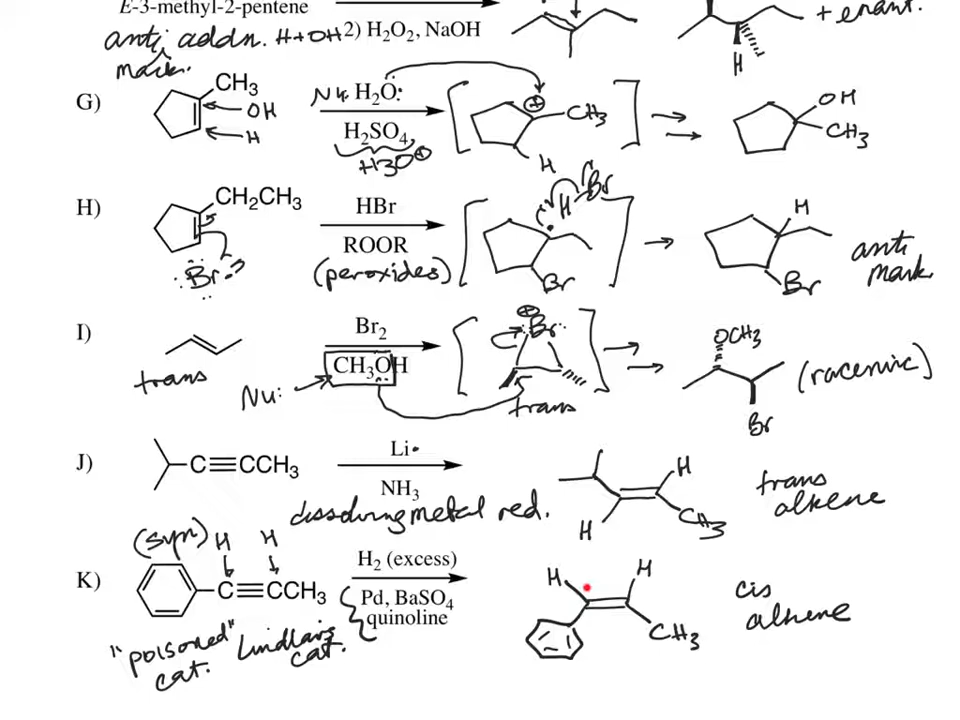 E-3-methyl-2-pentene
anti addn. H+OH 2) H₂O₂, NaOH
mark.
+ enant.
H
G)
CH₃
OH
H
Nu. H₂O:
H₂SO₄
H3O⊕
⊕
CH₃
H
OH
CH₃
H)
CH₂CH₃
:Br·
HBr
ROOR
(peroxides)
H Br
Br
H
Br
anti
mark.
I)
trans
Br₂
CH₃OH
Nu:
⊕
:Br:
trans
OCH₃
Br
(racemic)
J)
C≡CCH₃
Li•
NH₃
dissolving metal red.
H
H
CH₃
trans
alkene
K)
(syn) H H
C≡CCH₃
H₂ (excess)
Pd, BaSO₄
quinoline
"poisoned"
cat.
Lindlar's
cat.
H
H
CH₃
cis
alkene